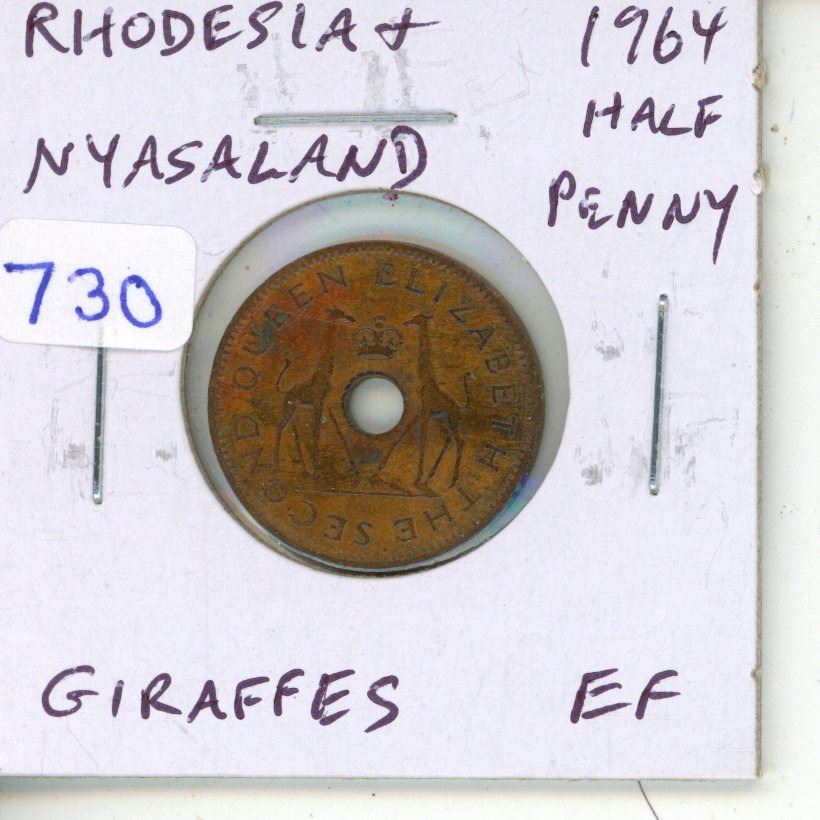 RHODESIA & 1964
HALF
NYASALAND
PENNY
730
QUEEN ELIZABETH THE SECOND
GIRAFFES EF